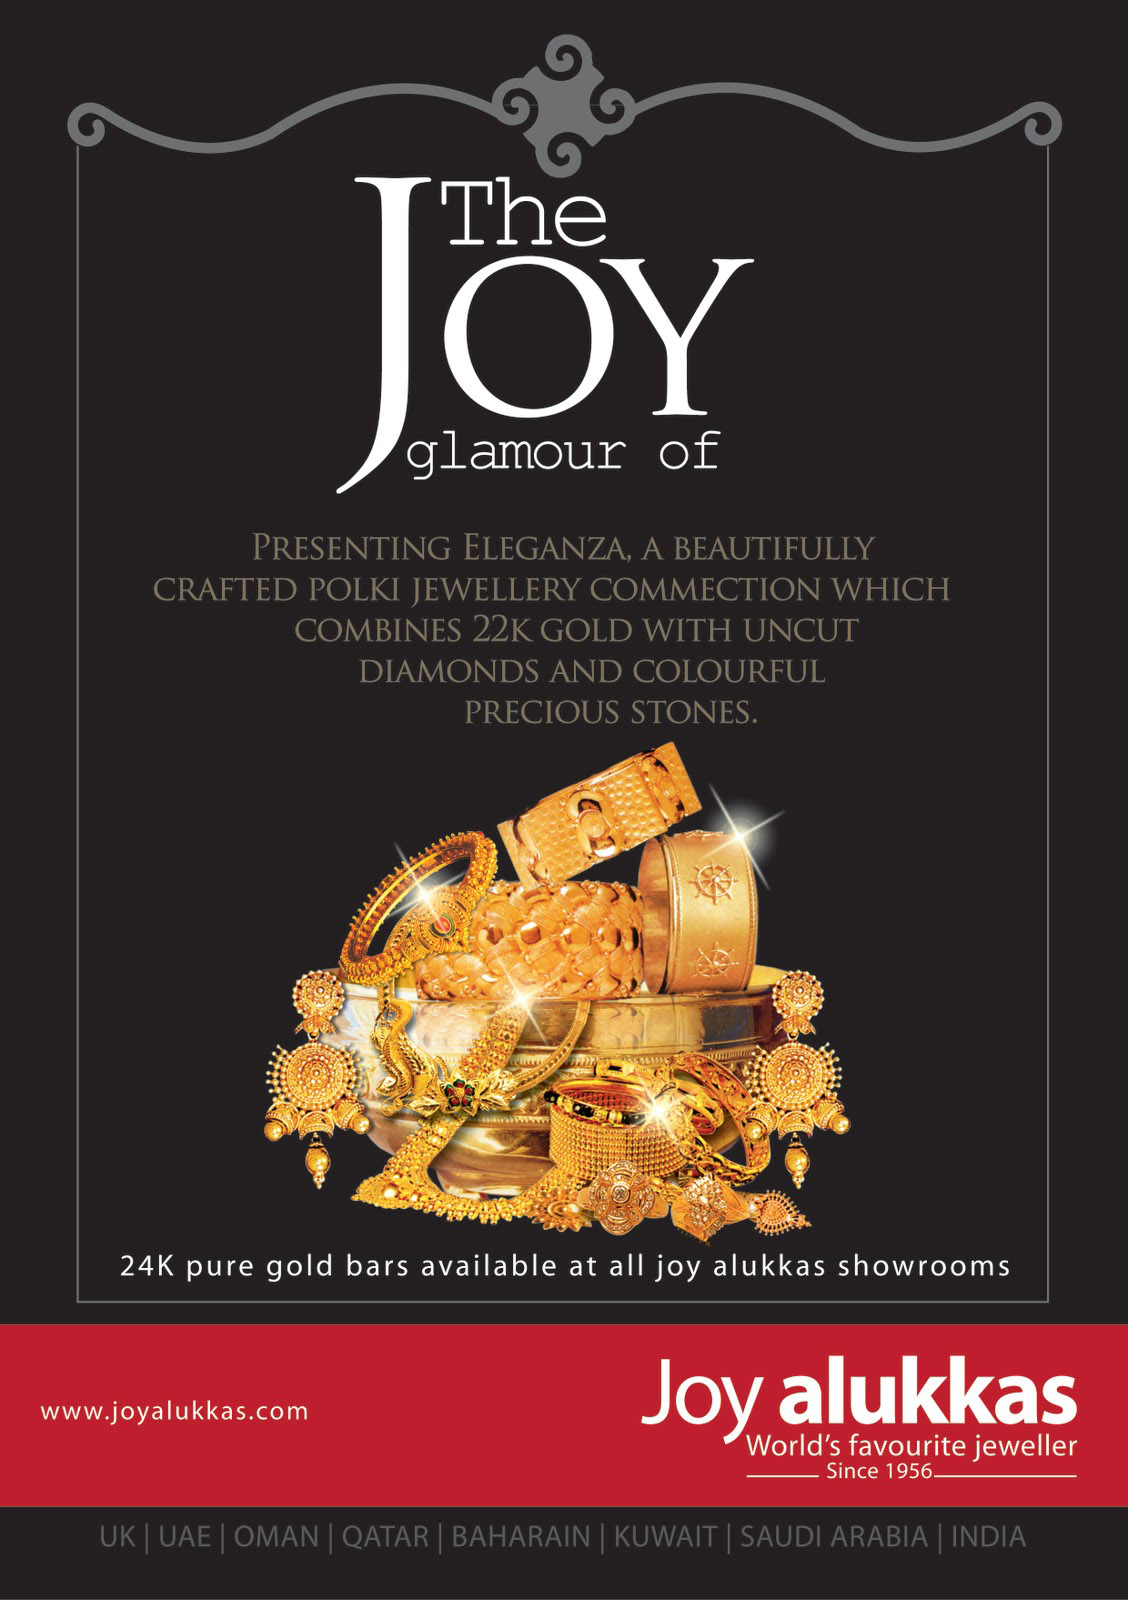 The
JOY
glamour of
PRESENTING ELEGANZA, A BEAUTIFULLY
CRAFTED POLKI JEWELLERY COMMECTION WHICH
COMBINES 22K GOLD WITH UNCUT
DIAMONDS AND COLOURFUL
PRECIOUS STONES.
24K pure gold bars available at all joy alukkas showrooms
www.joyalukkas.com
Joy alukkas
World's favourite jeweller
Since 1956
UK | UAE | OMAN | QATAR | BAHARAIN | KUWAIT | SAUDI ARABIA | INDIA